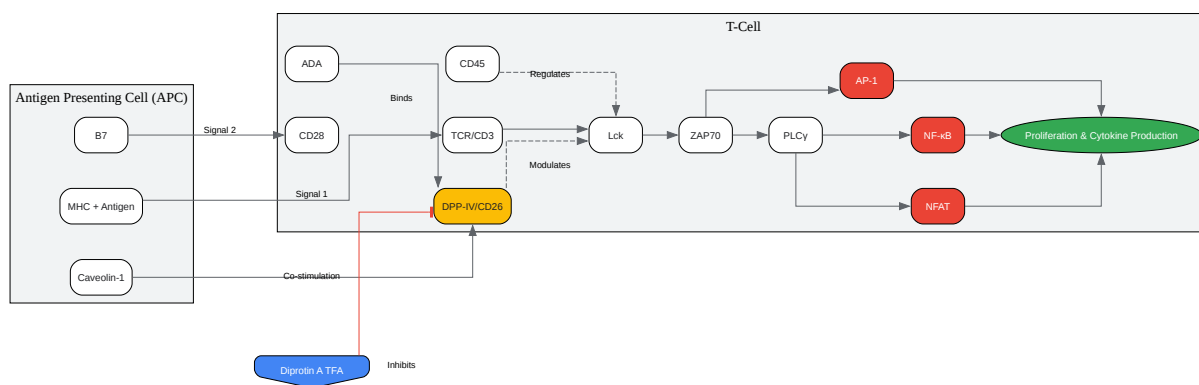 T-Cell
ADA
CD45
Regulates
AP-1
Binds
Antigen Presenting Cell (APC)
B7
Signal 2
CD28
TCR/CD3
Lck
ZAP70
PLCγ
NF-κB
Proliferation & Cytokine Production
Modulates
Signal 1
MHC + Antigen
DPP-IV/CD26
NFAT
Caveolin-1
Co-stimulation
Diprotin A TFA
Inhibits